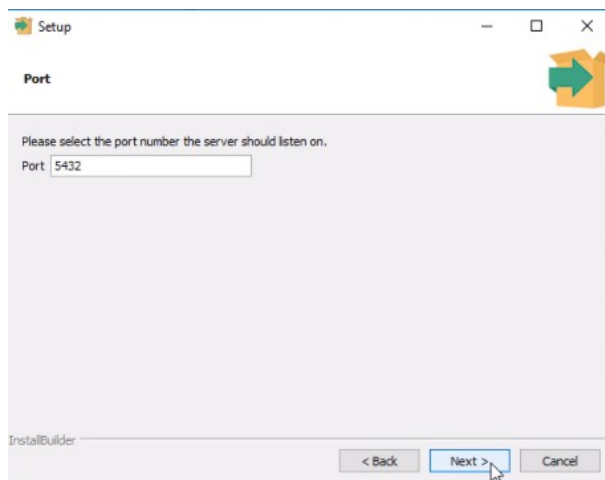 Setup
Port
Please select the port number the server should listen on.
Port 5432
InstallBuilder
< Back Next > Cancel